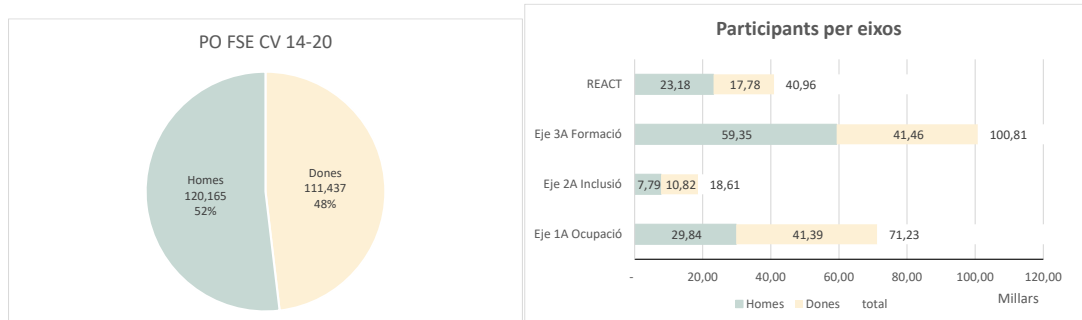 PO FSE CV 14-20
Homes
120,165
52%
Dones
111,437
48%
Participants per eixos
REACT
23,18
17,78
40,96
Eje 3A Formació
59,35
41,46
100,81
Eje 2A Inclusió
7,79
10,82
18,61
Eje 1A Ocupació
29,84
41,39
71,23
- 20,00 40,00 60,00 80,00 100,00 120,00
Millars
Homes Dones total